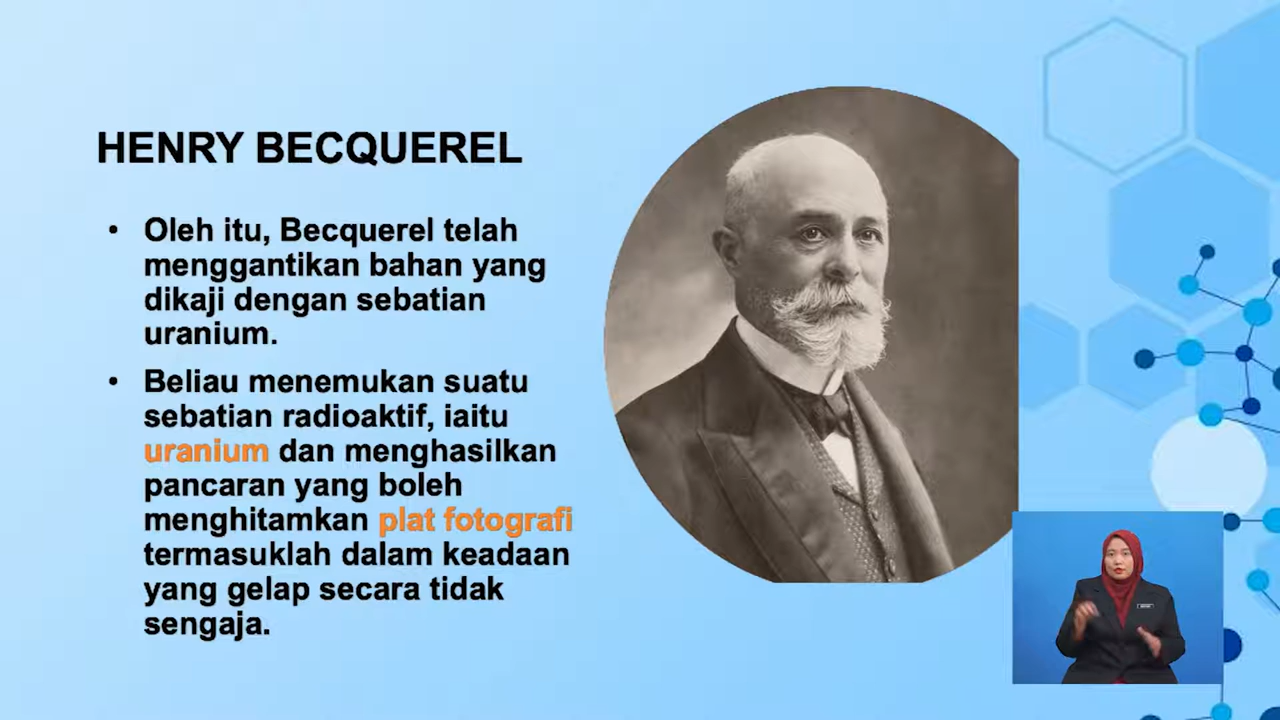 HENRY BECQUEREL
• Oleh itu, Becquerel telah
menggantikan bahan yang
dikaji dengan sebatian
uranium.
• Beliau menemukan suatu
sebatian radioaktif, iaitu
uranium dan menghasilkan
pancaran yang boleh
menghitamkan plat fotografi
termasuklah dalam keadaan
yang gelap secara tidak
sengaja.